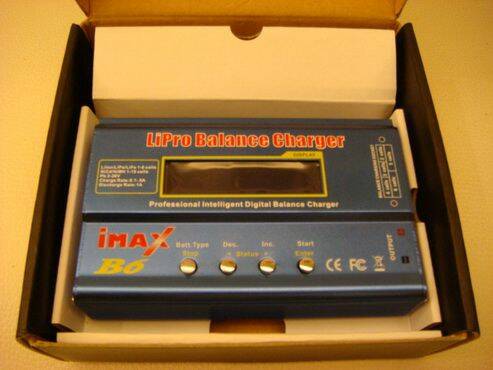 LiPro Balance Charger
DISPLAY
LiIon/LiPo/LiFe 1-6 cells
NiCd/NiMH 1-15 cells
Pb 2-20V
Charge Rate:0.1-5A
Discharge Rate:1A
Professional Intelligent Digital Balance Charger
iMAX
B6
Batt.Type
Stop
Dec.
Inc.
- Status +
Start
Enter
CE FC
OUTPUT